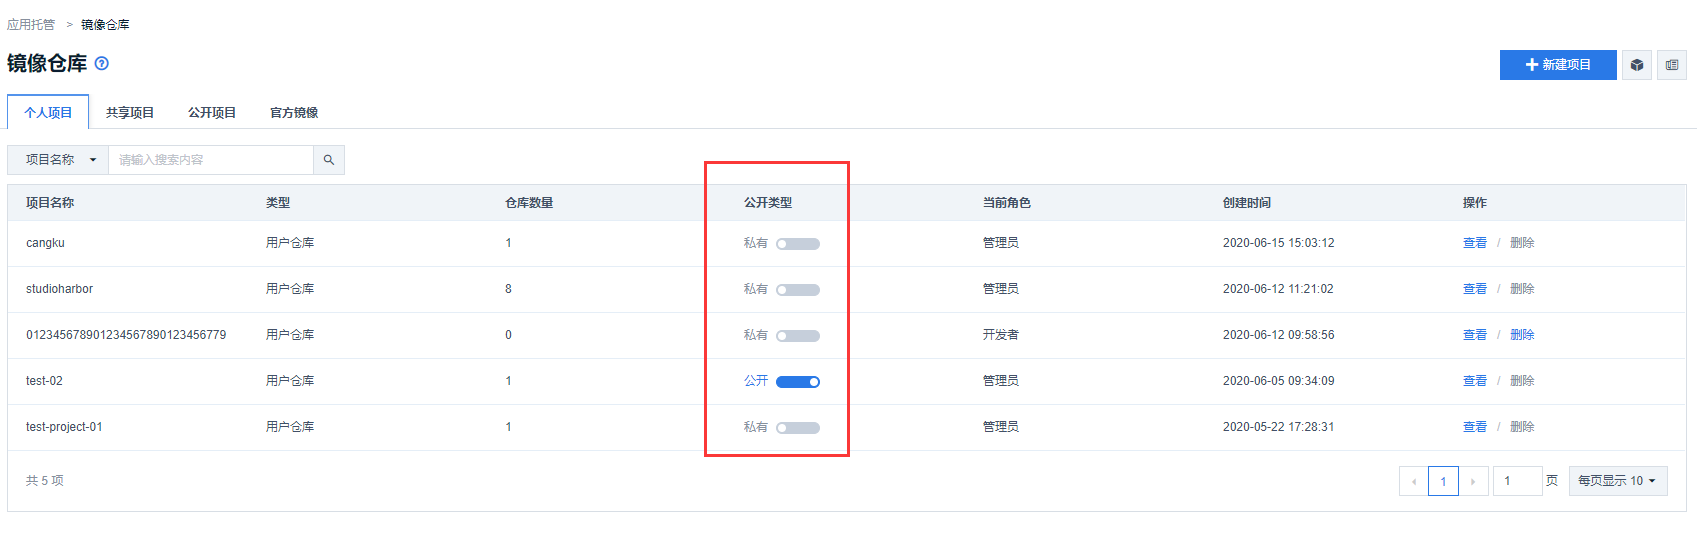 应用托管 > 镜像仓库
镜像仓库
新建项目
个人项目 共享项目 公开项目 官方镜像
项目名称 请输入搜索内容
项目名称 类型 仓库数量 公开类型 当前角色 创建时间 操作
cangku 用户仓库 1 私有 管理员 2020-06-15 15:03:12 查看 / 删除
studioharbor 用户仓库 8 私有 管理员 2020-06-12 11:21:02 查看 / 删除
012345678901234567890123456779 用户仓库 0 私有 开发者 2020-06-12 09:58:56 查看 / 删除
test-02 用户仓库 1 公开 管理员 2020-06-05 09:34:09 查看 / 删除
test-project-01 用户仓库 1 私有 管理员 2020-05-22 17:28:31 查看 / 删除
共 5 项 1 1 页 每页显示 10